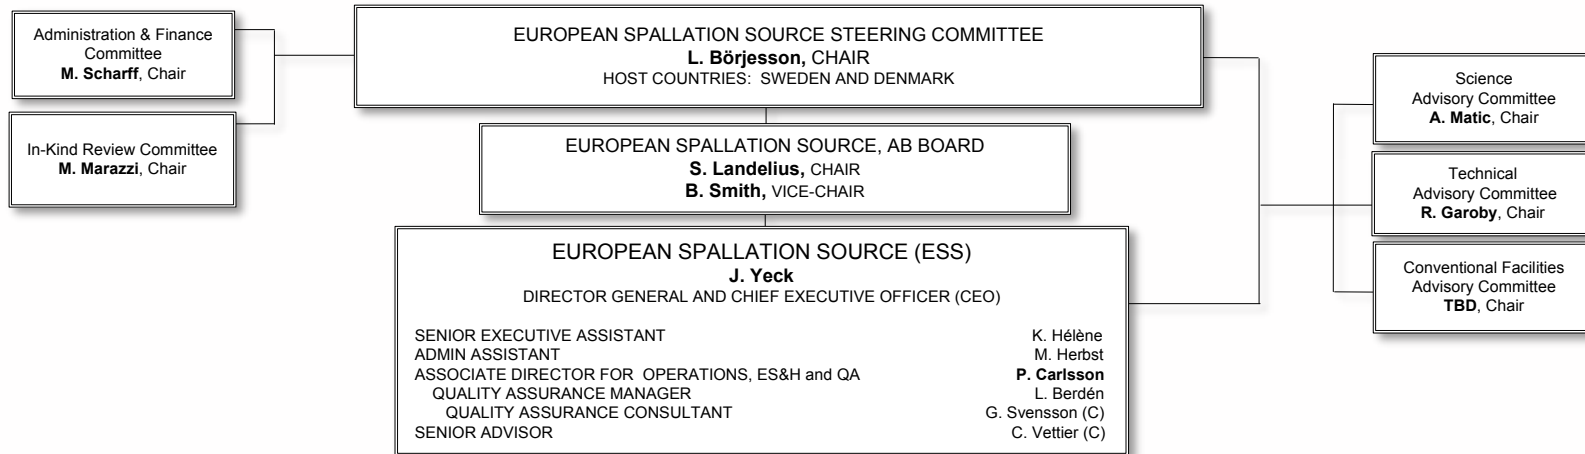 Administration & Finance
Committee
M. Scharff, Chair
In-Kind Review Committee
M. Marazzi, Chair
EUROPEAN SPALLATION SOURCE STEERING COMMITTEE
L. Börjesson, CHAIR
HOST COUNTRIES: SWEDEN AND DENMARK
EUROPEAN SPALLATION SOURCE, AB BOARD
S. Landelius, CHAIR
B. Smith, VICE-CHAIR
EUROPEAN SPALLATION SOURCE (ESS)
J. Yeck
DIRECTOR GENERAL AND CHIEF EXECUTIVE OFFICER (CEO)
SENIOR EXECUTIVE ASSISTANT K. Hélène
ADMIN ASSISTANT M. Herbst
ASSOCIATE DIRECTOR FOR OPERATIONS, ES&H and QA P. Carlsson
QUALITY ASSURANCE MANAGER L. Berdén
QUALITY ASSURANCE CONSULTANT G. Svensson (C)
SENIOR ADVISOR C. Vettier (C)
Science
Advisory Committee
A. Matic, Chair
Technical
Advisory Committee
R. Garoby, Chair
Conventional Facilities
Advisory Committee
TBD, Chair